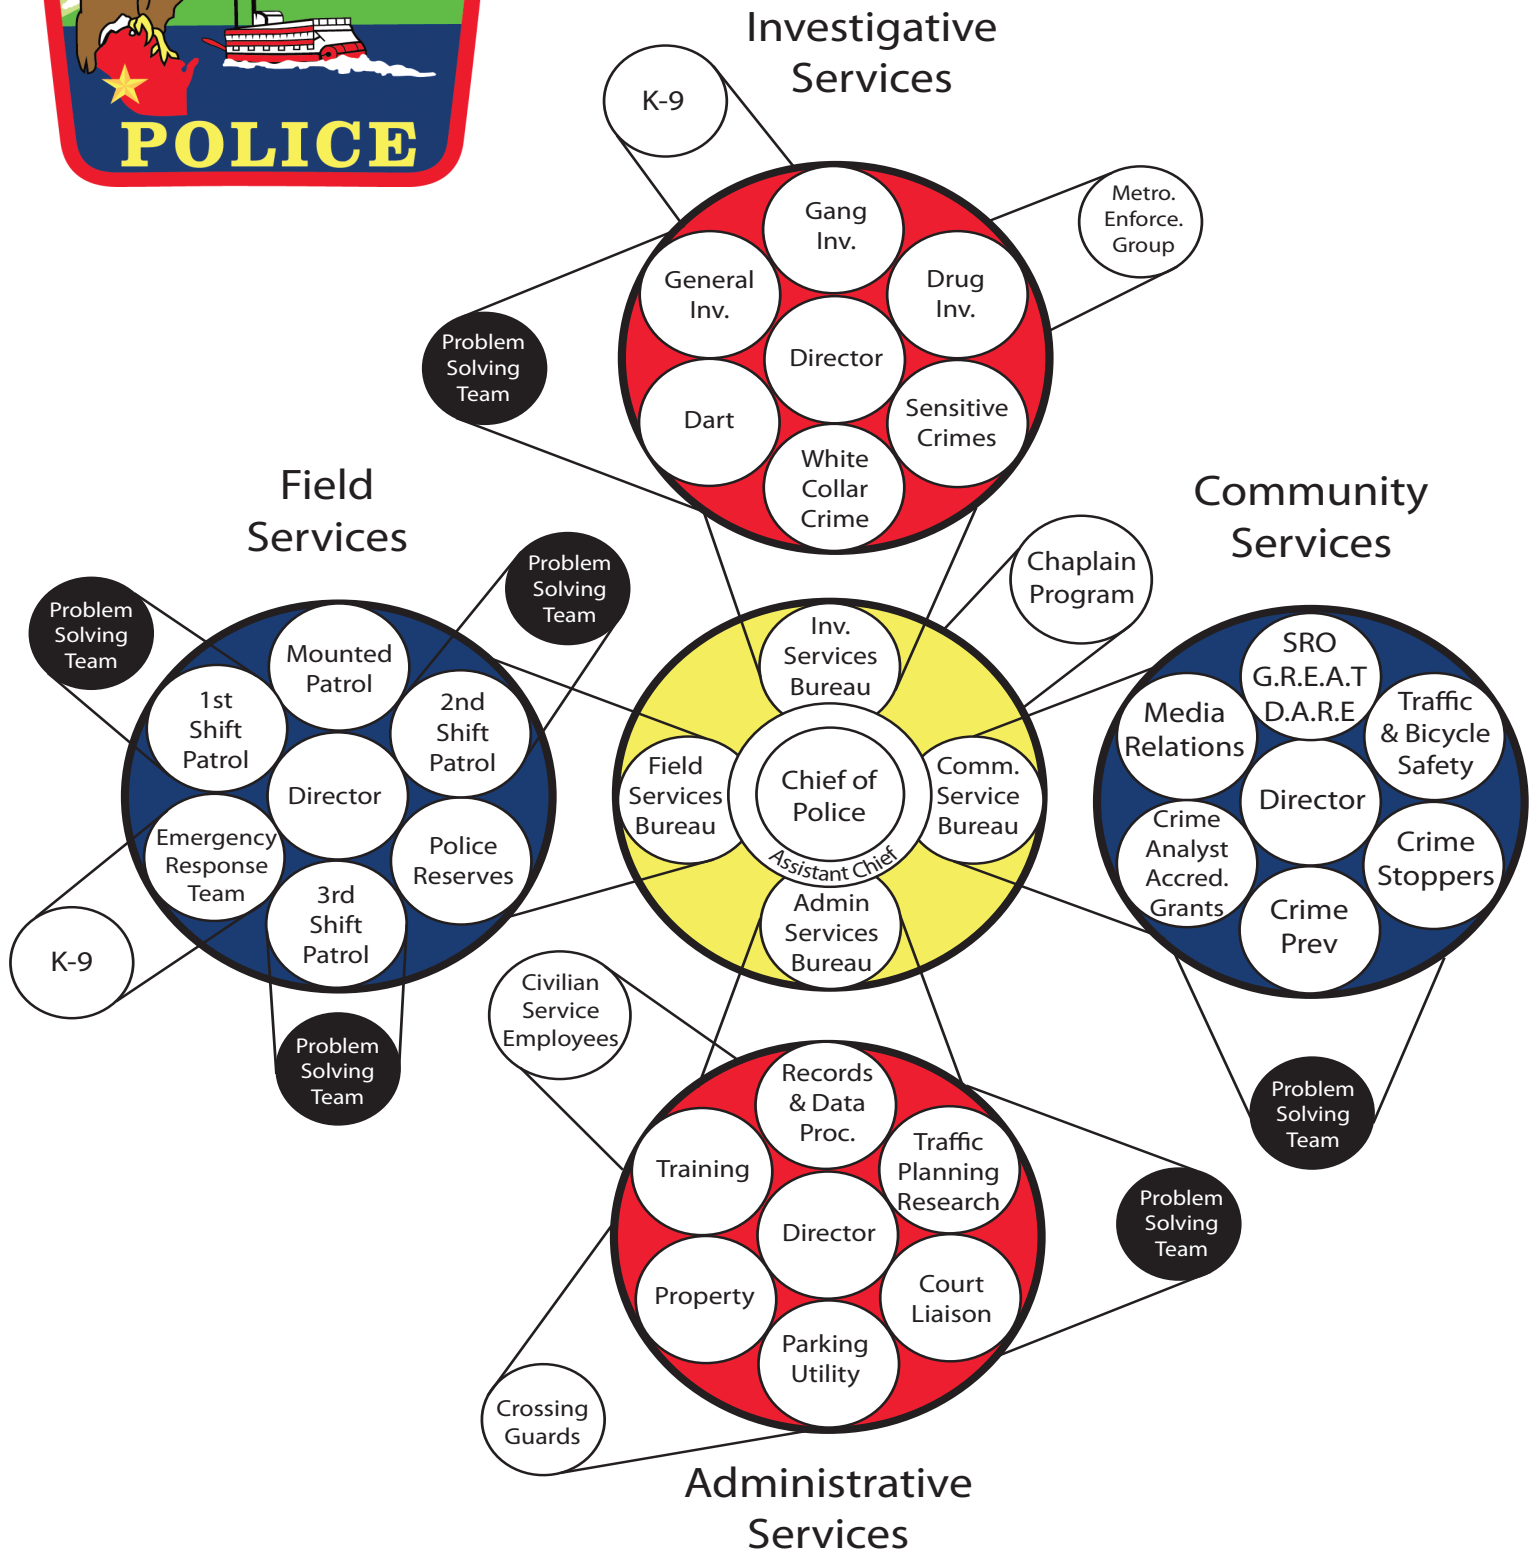 POLICE
Investigative
Services
K-9
Metro.
Enforce.
Group
Gang
Inv.
General
Inv.
Drug
Inv.
Director
Problem
Solving
Team
Dart
Sensitive
Crimes
White
Collar
Crime
Field
Services
Problem
Solving
Team
Problem
Solving
Team
Mounted
Patrol
1st
Shift
Patrol
2nd
Shift
Patrol
Director
Emergency
Response
Team
Police
Reserves
3rd
Shift
Patrol
K-9
Problem
Solving
Team
Chaplain
Program
Inv.
Services
Bureau
Field
Services
Bureau
Chief of
Police
Assistant Chief
Comm.
Service
Bureau
Admin
Services
Bureau
Community
Services
SRO
G.R.E.A.T
D.A.R.E
Media
Relations
Traffic
& Bicycle
Safety
Director
Crime
Analyst
Accred.
Grants
Crime
Stoppers
Crime
Prev
Problem
Solving
Team
Civilian
Service
Employees
Records
& Data
Proc.
Training
Traffic
Planning
Research
Director
Property
Court
Liaison
Parking
Utility
Problem
Solving
Team
Crossing
Guards
Administrative
Services